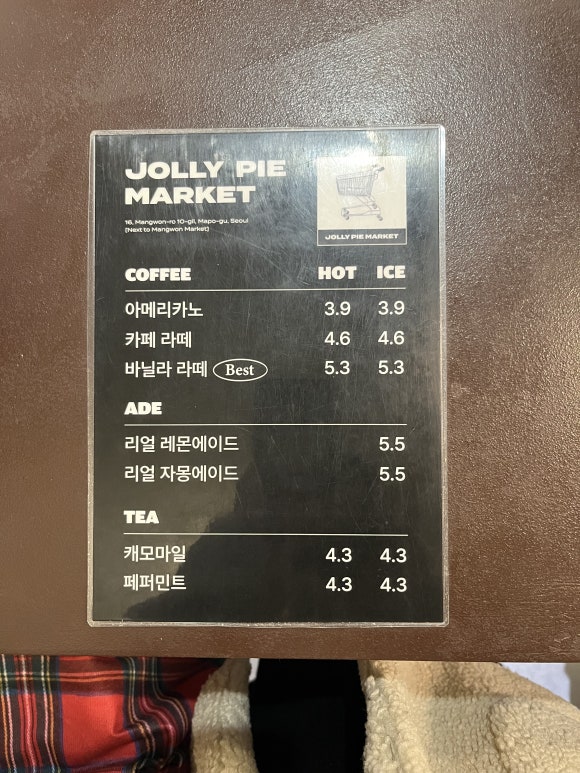 JOLLY PIE
MARKET
16, Mangwon-ro 10-gil, Mapo-gu, Seoul
(Next to Mangwon Market)
JOLLY PIE MARKET
COFFEE HOT ICE
아메리카노 3.9 3.9
카페 라떼 4.6 4.6
바닐라 라떼 Best 5.3 5.3
ADE
리얼 레몬에이드 5.5
리얼 자몽에이드 5.5
TEA
캐모마일 4.3 4.3
페퍼민트 4.3 4.3